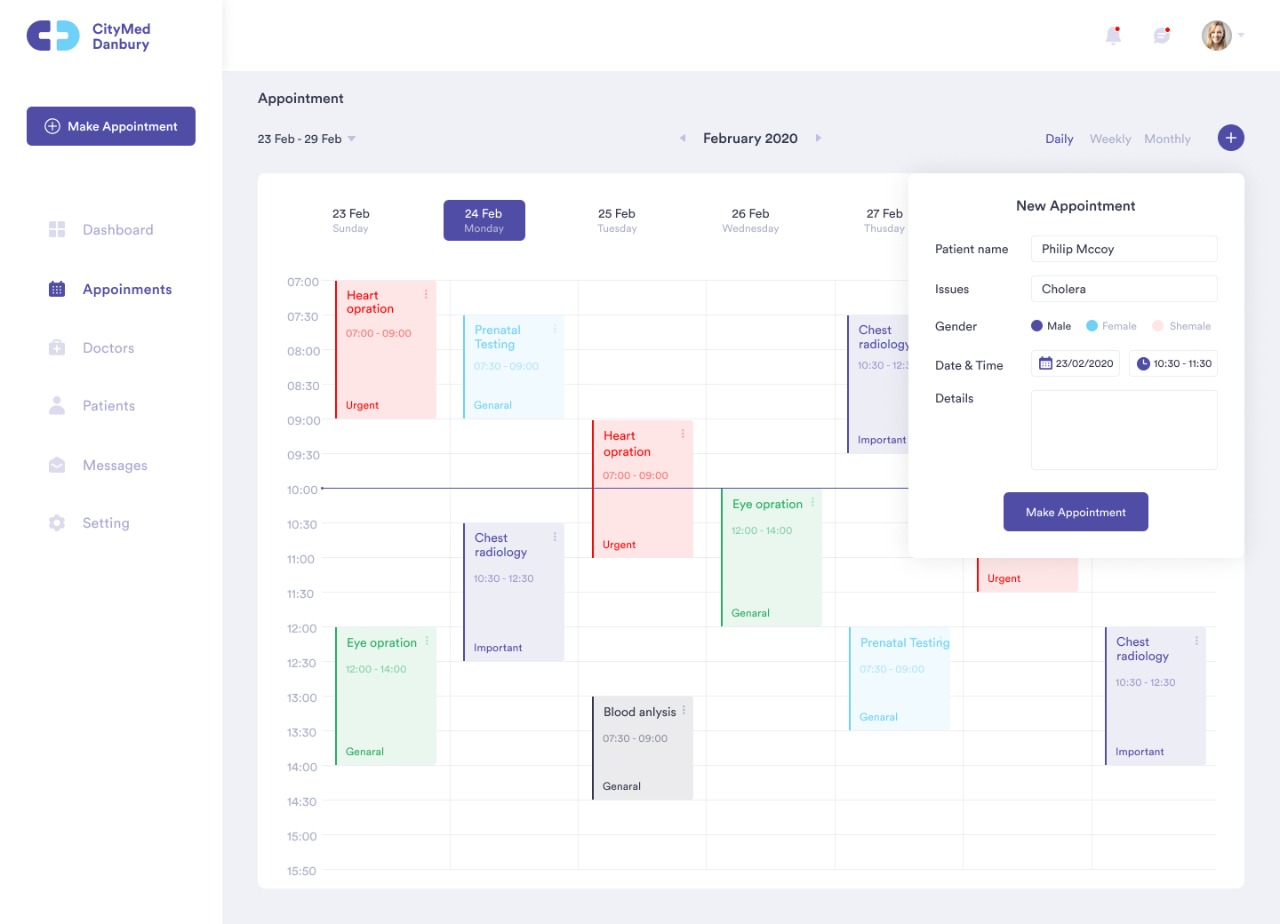 CityMed
Danbury
Make Appointment
Dashboard
Appoinments
Doctors
Patients
Messages
Setting
Appointment
23 Feb - 29 Feb
February 2020
Daily Weekly Monthly
23 Feb
Sunday
24 Feb
Monday
25 Feb
Tuesday
26 Feb
Wednesday
27 Feb
Thusday
07:00
07:30
08:00
08:30
09:00
09:30
10:00
10:30
11:00
11:30
12:00
12:30
13:00
13:30
14:00
14:30
15:00
15:50
Heart
opration
07:00 - 09:00
Urgent
Eye opration
12:00 - 14:00
Genaral
Prenatal
Testing
07:30 - 09:00
Genaral
Chest
radiology
10:30 - 12:30
Important
Heart
opration
07:00 - 09:00
Urgent
Blood anlysis
07:30 - 09:00
Genaral
Eye opration
12:00 - 14:00
Genaral
Chest
radiology
10:30 - 12:3
Important
Prenatal Testing
07:30 - 09:00
Genaral
Urgent
Chest
radiology
10:30 - 12:30
Important
New Appointment
Patient name Philip Mccoy
Issues Cholera
Gender Male Female Shemale
Date & Time 23/02/2020 10:30 - 11:30
Details
Make Appointment